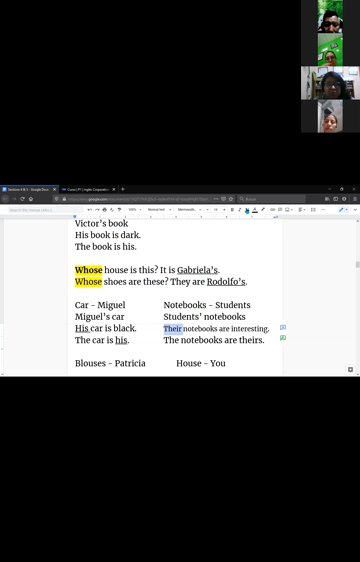 Victor's book
His book is dark.
The book is his.
Whose house is this? It is Gabriela's.
Whose shoes are these? They are Rodolfo's.
Car - Miguel Notebooks - Students
Miguel's car Students' notebooks
His car is black. Their notebooks are interesting.
The car is his. The notebooks are theirs.
Blouses - Patricia House - You